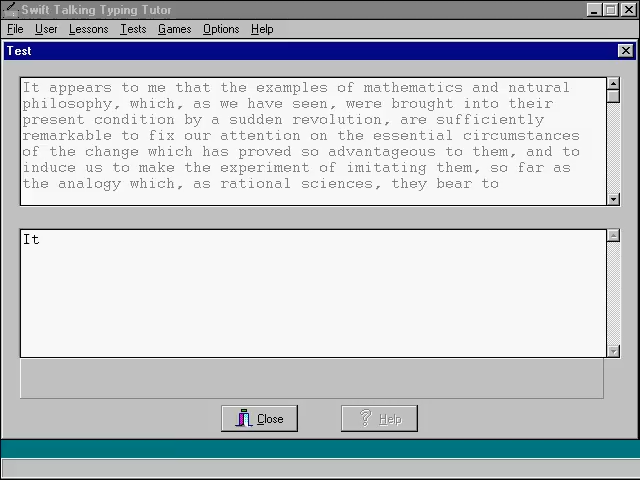 Swift Talking Typing Tutor
File User Lessons Tests Games Options Help
Test
It appears to me that the examples of mathematics and natural
philosophy, which, as we have seen, were brought into their
present condition by a sudden revolution, are sufficiently
remarkable to fix our attention on the essential circumstances
of the change which has proved so advantageous to them, and to
induce us to make the experiment of imitating them, so far as
the analogy which, as rational sciences, they bear to
It
Close Help